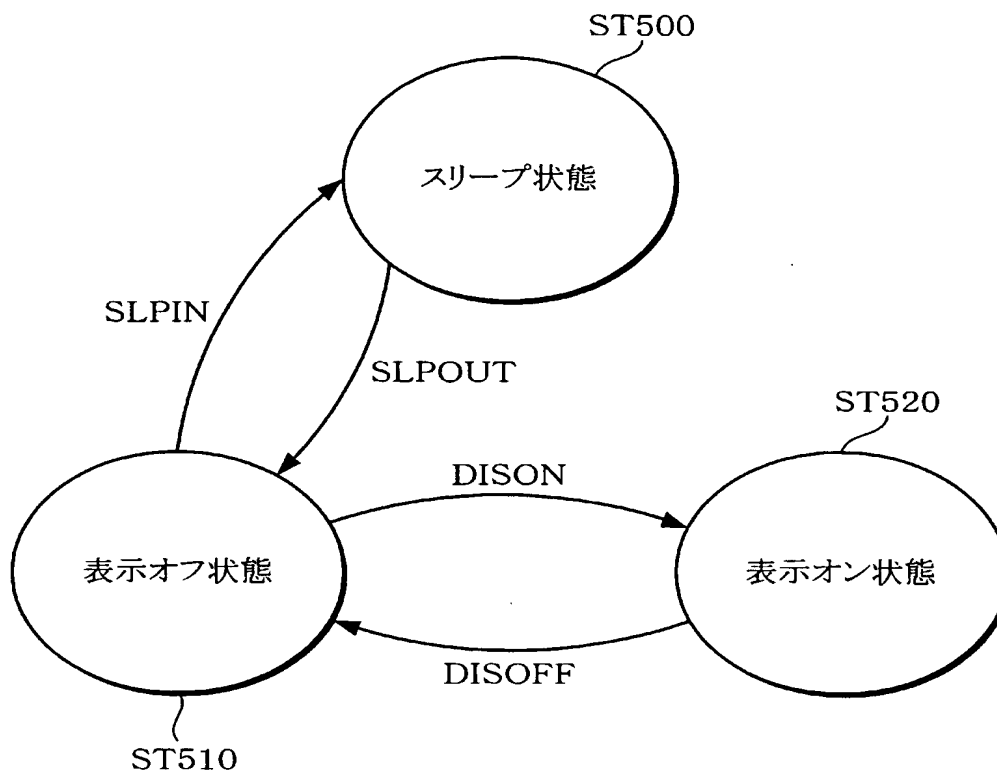 ST500
スリープ状態
SLPIN
SLPOUT
ST520
DISON
表示オフ状態
表示オン状態
DISOFF
ST510